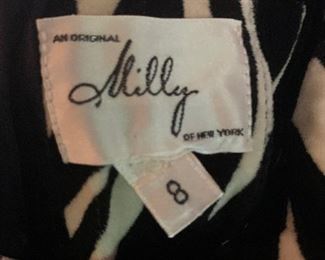 AN ORIGINAL
Milly
OF NEW YORK
8